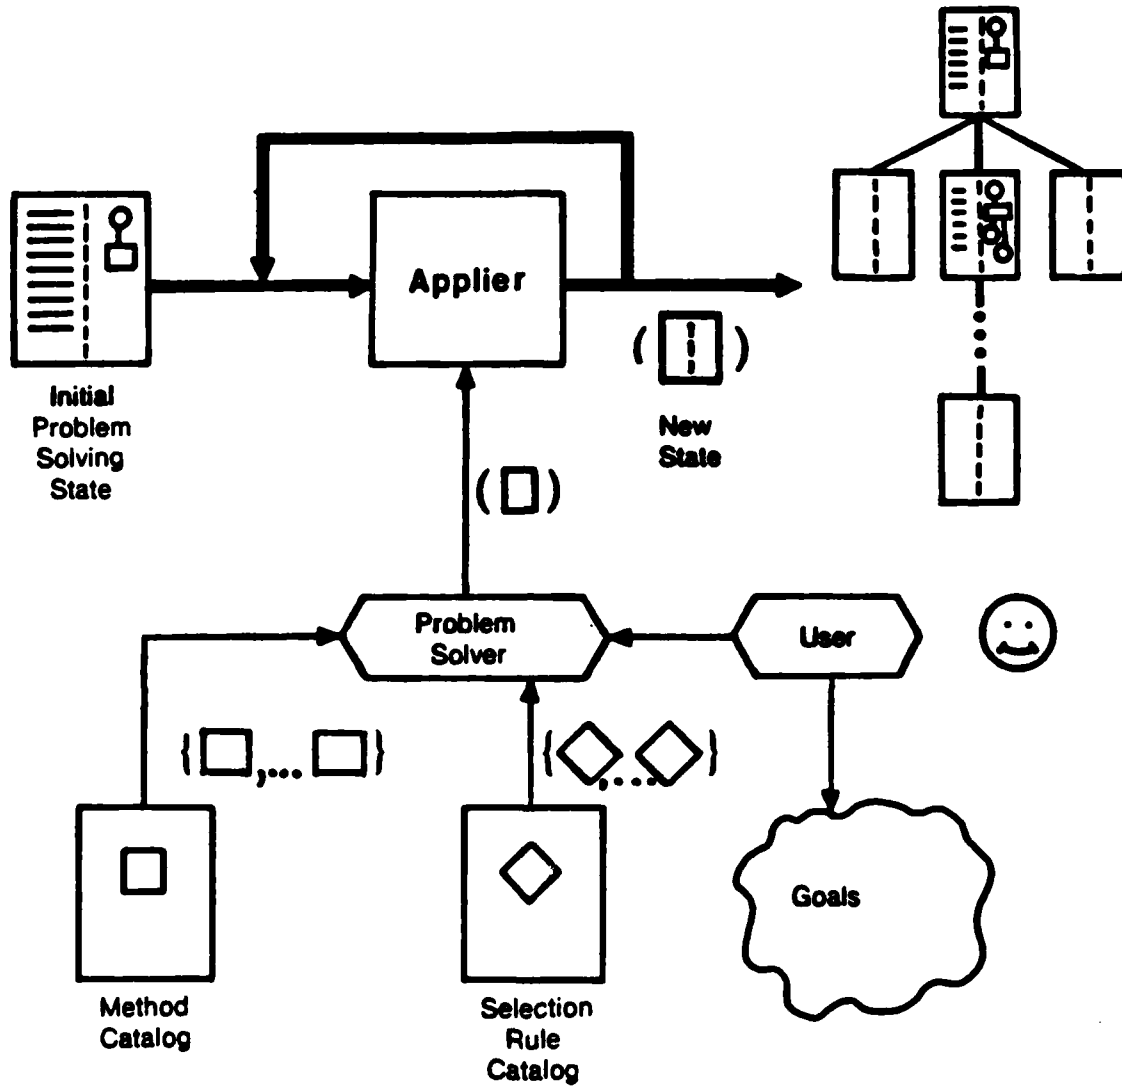 Applier
Initial
Problem
Solving
State
New
State
Problem
Solver
User
Goals
Method
Catalog
Selection
Rule
Catalog